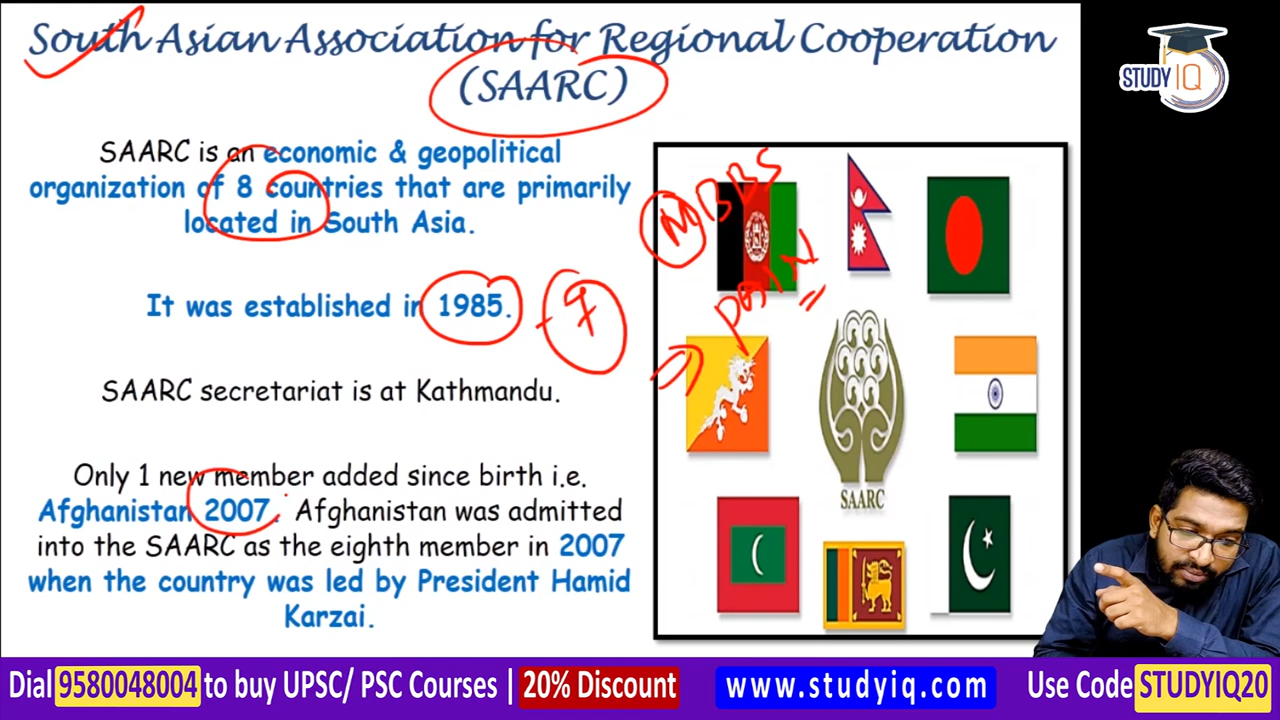 South Asian Association for Regional Cooperation
(SAARC)
STUDY IQ
SAARC is an economic & geopolitical
organization of 8 countries that are primarily
located in South Asia.
MBBS
It was established in 1985.
SAARC secretariat is at Kathmandu.
SAARC
Only 1 new member added since birth i.e.
Afghanistan 2007. Afghanistan was admitted
into the SAARC as the eighth member in 2007
when the country was led by President Hamid
Karzai.
Dial 9580048004 to buy UPSC/ PSC Courses | 20% Discount
www.studyiq.com
Use Code STUDYIQ20